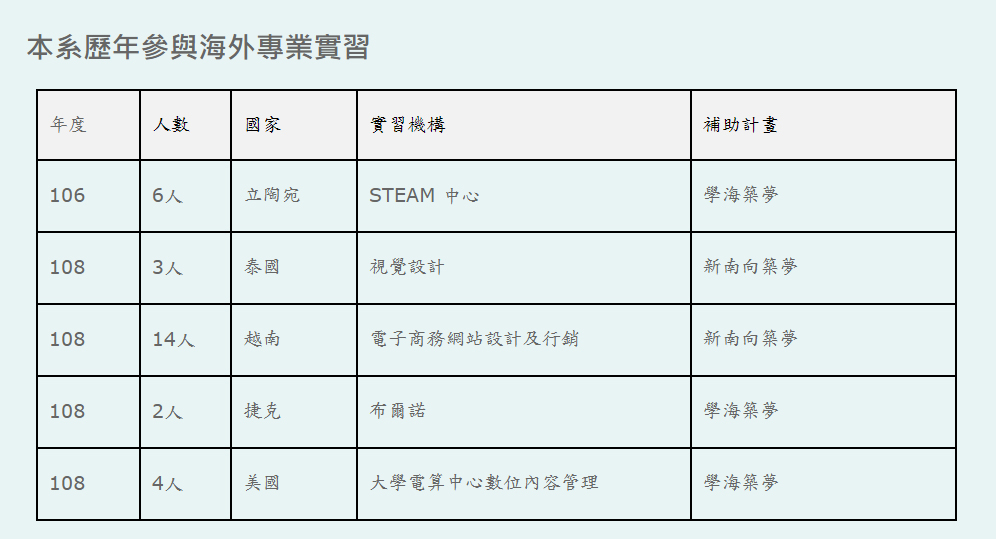 本系歷年參與海外專業實習
年度 人數 國家 實習機構 補助計畫
106 6人 立陶宛 STEAM 中心 學海築夢
108 3人 泰國 視覺設計 新南向築夢
108 14人 越南 電子商務網站設計及行銷 新南向築夢
108 2人 捷克 布爾諾 學海築夢
108 4人 美國 大學電算中心數位內容管理 學海築夢